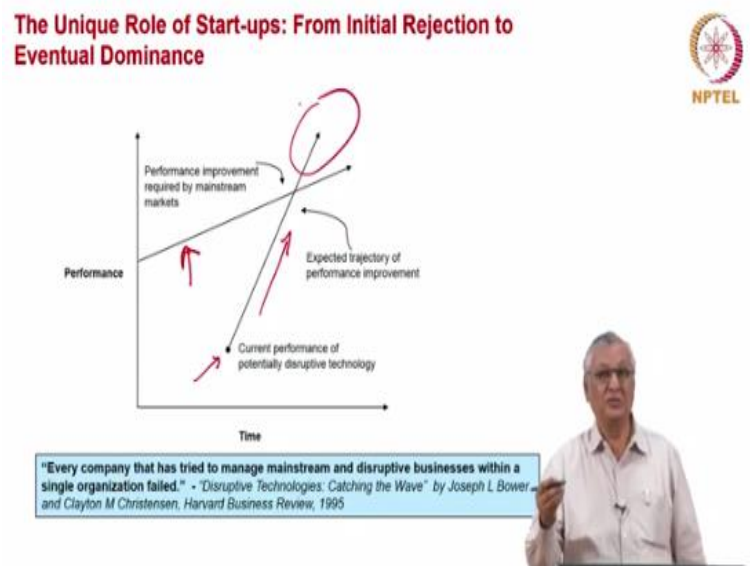 The Unique Role of Start-ups: From Initial Rejection to
Eventual Dominance
NPTEL
Performance improvement
required by mainstream
markets
Performance
Expected trajectory of
performance improvement
Current performance of
potentially disruptive technology
Time
“Every company that has tried to manage mainstream and disruptive businesses within a
single organization failed.” - “Disruptive Technologies: Catching the Wave” by Joseph L Bower
and Clayton M Christensen, Harvard Business Review, 1995